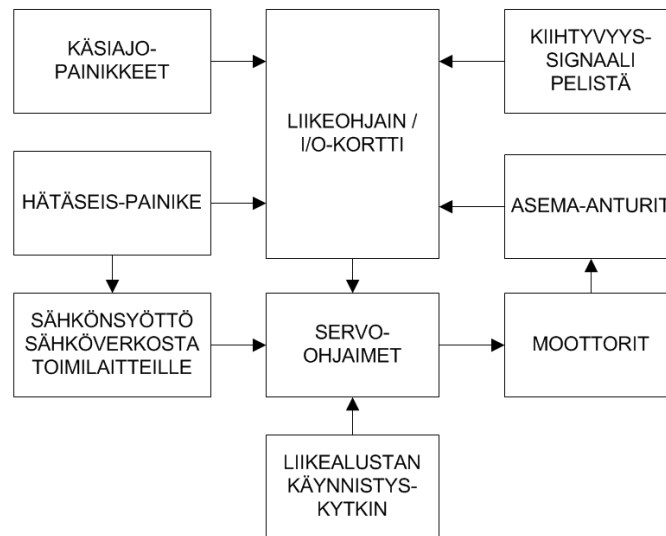 KÄSIAJO-
PAINIKKEET
KIIHTYVYYS-
SIGNAALI
PELISTÄ
LIIKEOHJAIN /
I/O-KORTTI
HÄTÄSEIS-PAINIKE
ASEMA-ANTURIT
SÄHKÖNSYÖTTÖ
SÄHKÖVERKOSTA
TOIMILAITTEILLE
SERVO-
OHJAIMET
MOOTTORIT
LIIKEALUSTAN
KÄYNNISTYS-
KYTKIN